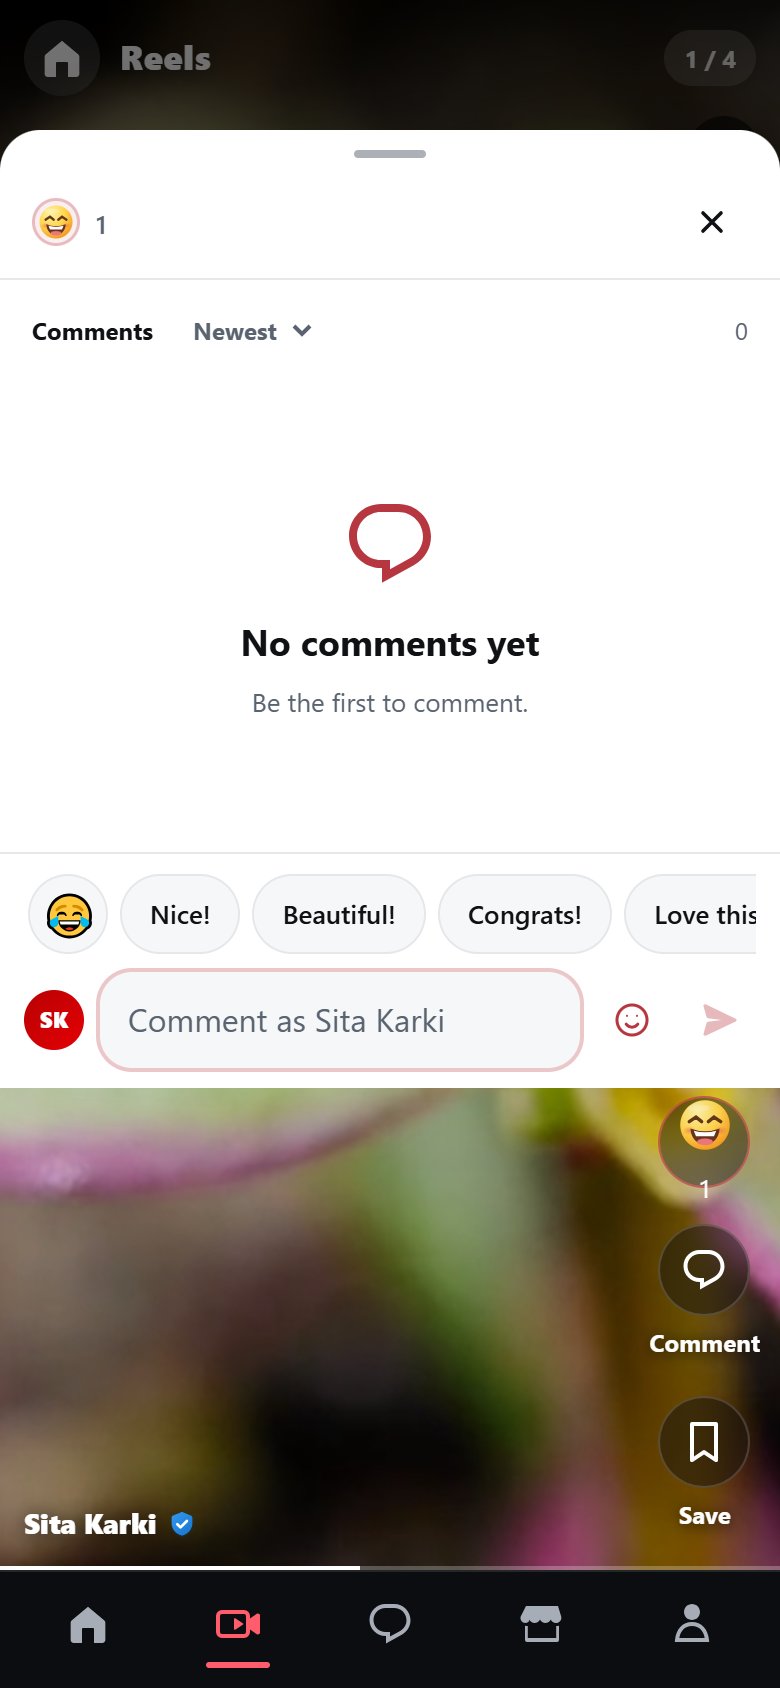 Reels
1 / 4
1
Comments
Newest
0
No comments yet
Be the first to comment.
Nice!
Beautiful!
Congrats!
Love this
SK
Comment as Sita Karki
1
Comment
Save
Sita Karki